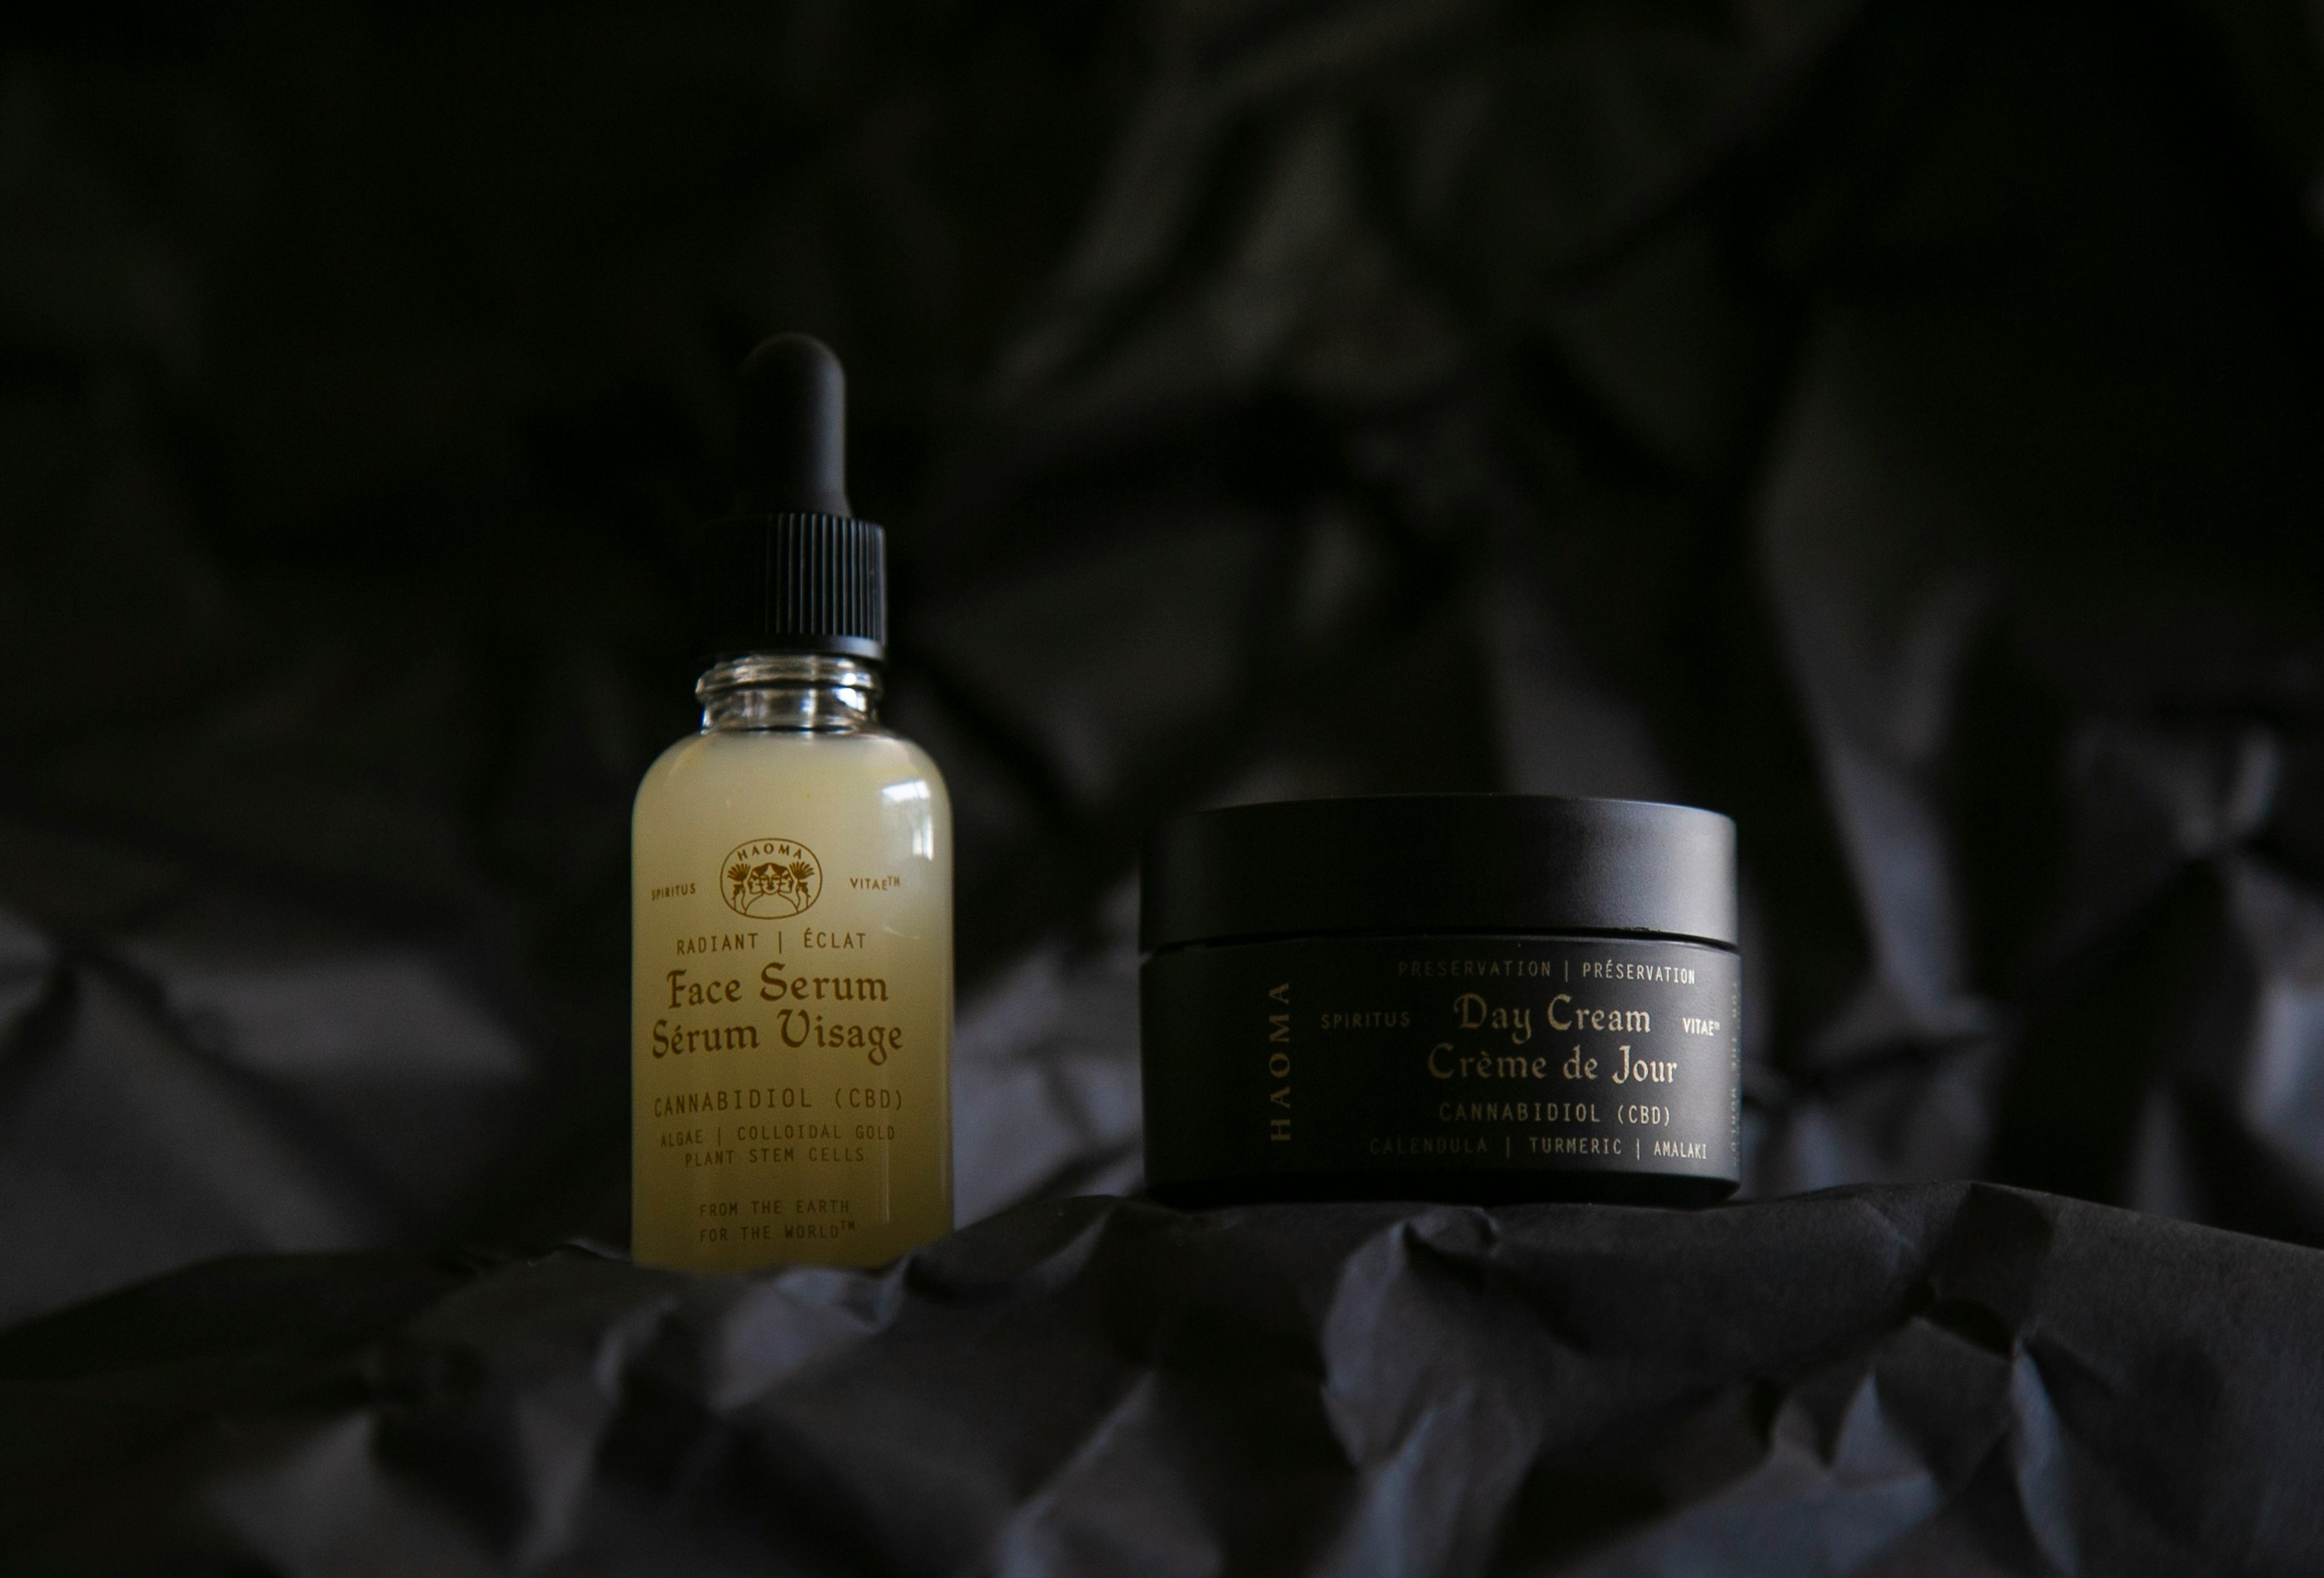 HAOMA
SPIRITUS VITAE™
RADIANT | ÉCLAT
Face Serum
Sérum Visage
CANNABIDIOL (CBD)
ALGAE | COLLOIDAL GOLD
PLANT STEM CELLS
FROM THE EARTH
FOR THE WORLD™
HAOMA
PRESERVATION | PRÉSERVATION
SPIRITUS Day Cream VITAE™
Crème de Jour
CANNABIDIOL (CBD)
CALENDULA | TURMERIC | AMALAKI